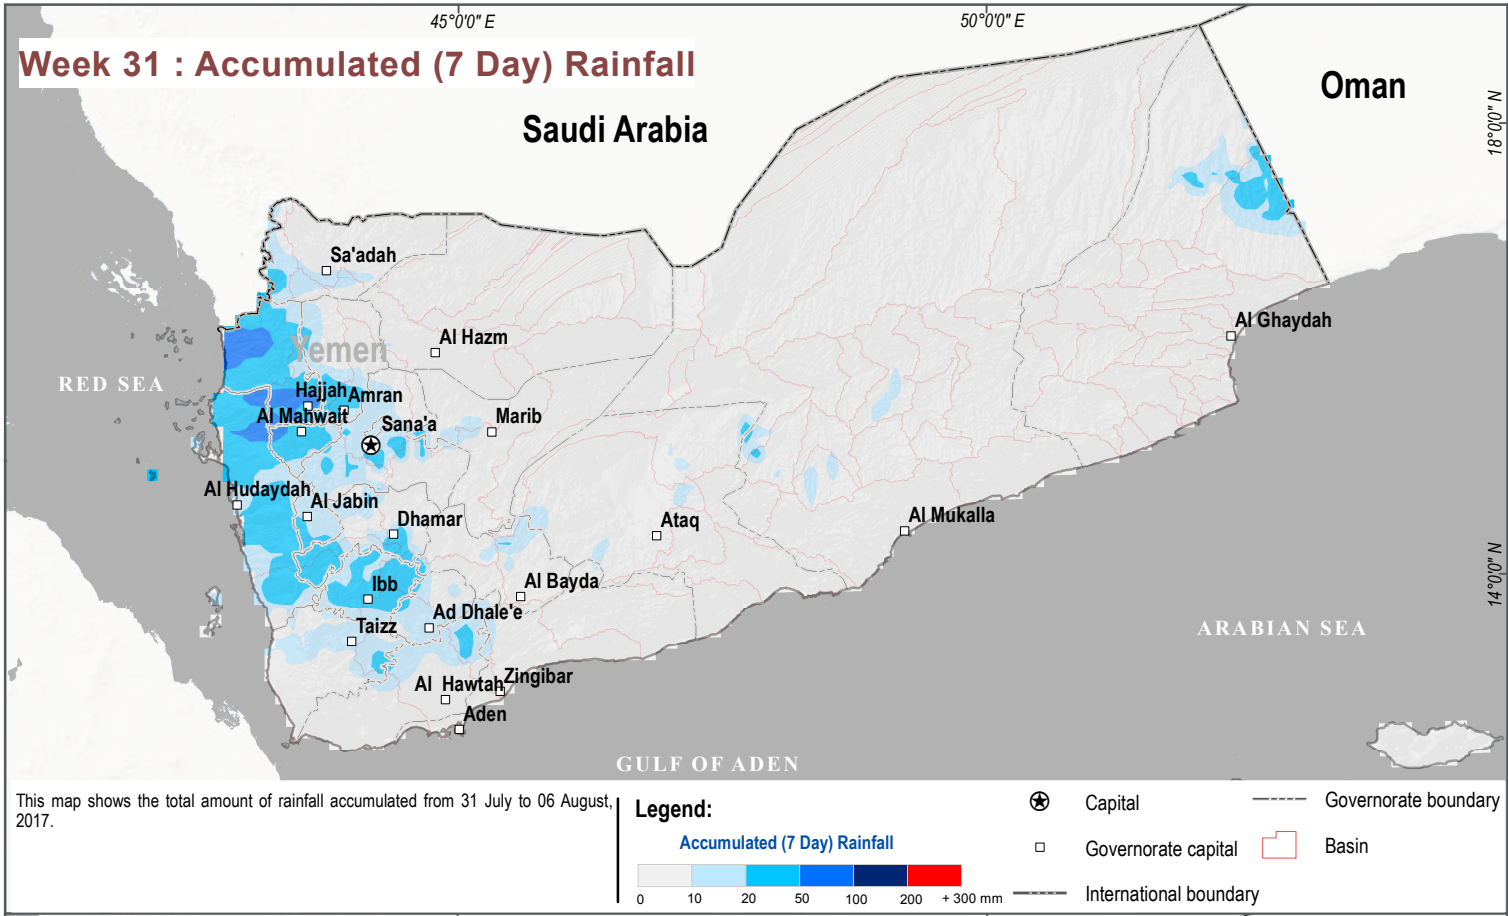 45°0'0" E
50°0'0" E
Week 31 : Accumulated (7 Day) Rainfall
Oman
18°0'0" N
Saudi Arabia
Sa'adah
Al Ghaydah
Al Hazm
Yemen
RED SEA
Hajjah
Amran
Al Mahwait
Marib
Sana'a
Al Hudaydah
Al Jabin
Dhamar
Ataq
Al Mukalla
14°0'0" N
Ibb
Al Bayda
Ad Dhale'e
Taizz
ARABIAN SEA
Al Hawtah
Zingibar
Aden
GULF OF ADEN
This map shows the total amount of rainfall accumulated from 31 July to 06 August,
2017.
Legend:
Accumulated (7 Day) Rainfall
0 10 20 50 100 200 + 300 mm
Capital
Governorate capital
International boundary
Governorate boundary
Basin